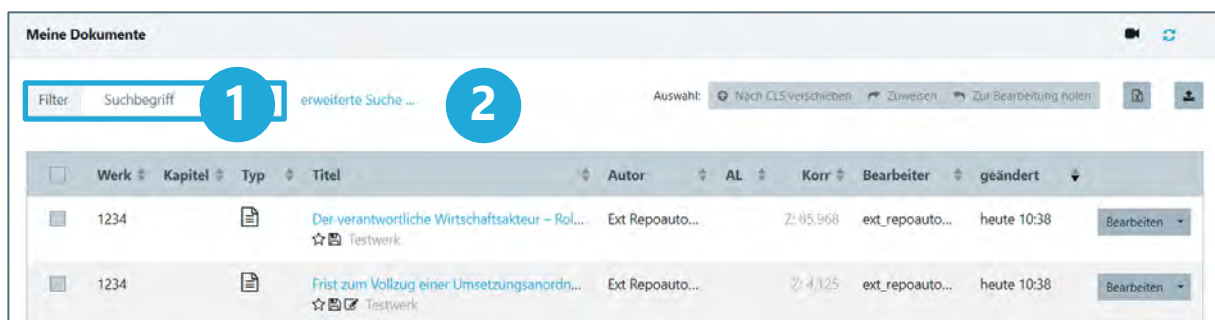 Meine Dokumente
Filter Suchbegriff 1 erweiterte Suche ... 2 Auswahl: Nach CLS verschieben Zuweisen Zur Bearbeitung holen
Werk Kapitel Typ Titel Autor AL Korr Bearbeiter geändert
1234 Der verantwortliche Wirtschaftsakteur – Rol... Ext Repoauto... Z: 85.968 ext_repoauto... heute 10:38 Bearbeiten
Testwerk
1234 Frist zum Vollzug einer Umsetzungsanordn... Ext Repoauto... Z: 4.125 ext_repoauto... heute 10:38 Bearbeiten
Testwerk